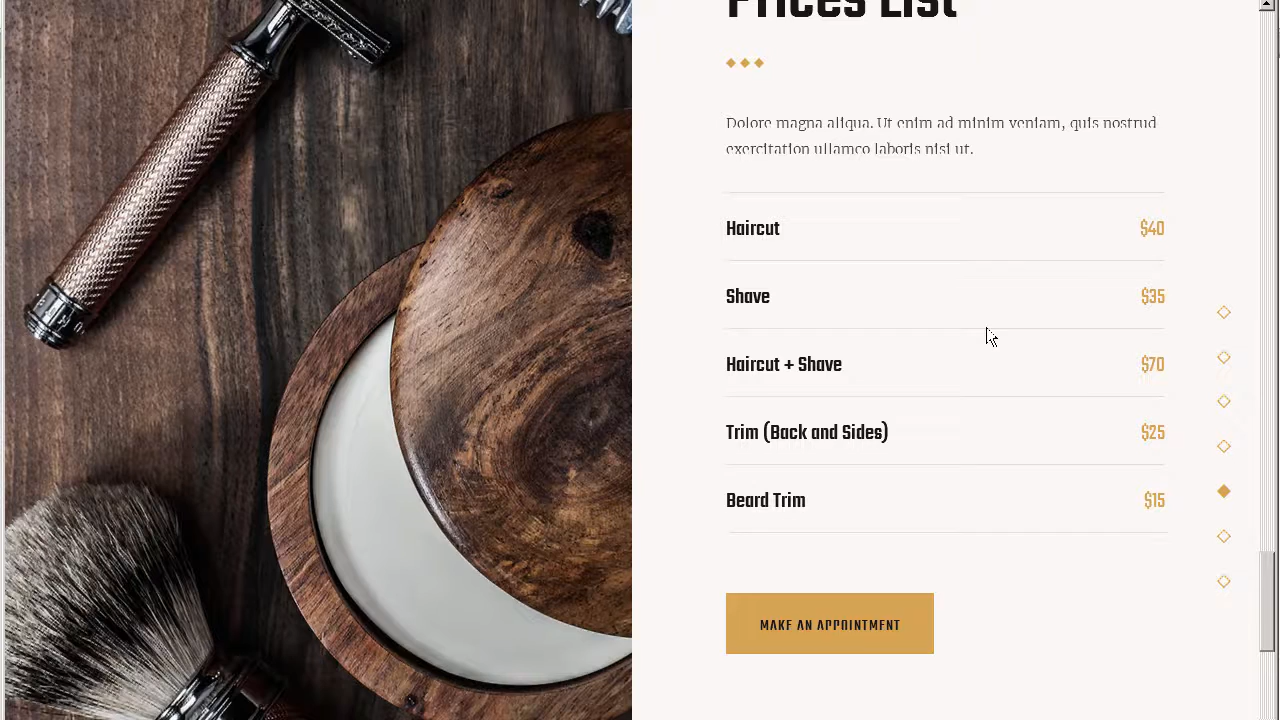 Prices List
Dolore magna aliqua. Ut enim ad minim veniam, quis nostrud
exercitation ullamco laboris nisi ut.
Haircut $40
Shave $35
Haircut + Shave $70
Trim (Back and Sides) $25
Beard Trim $15
MAKE AN APPOINTMENT